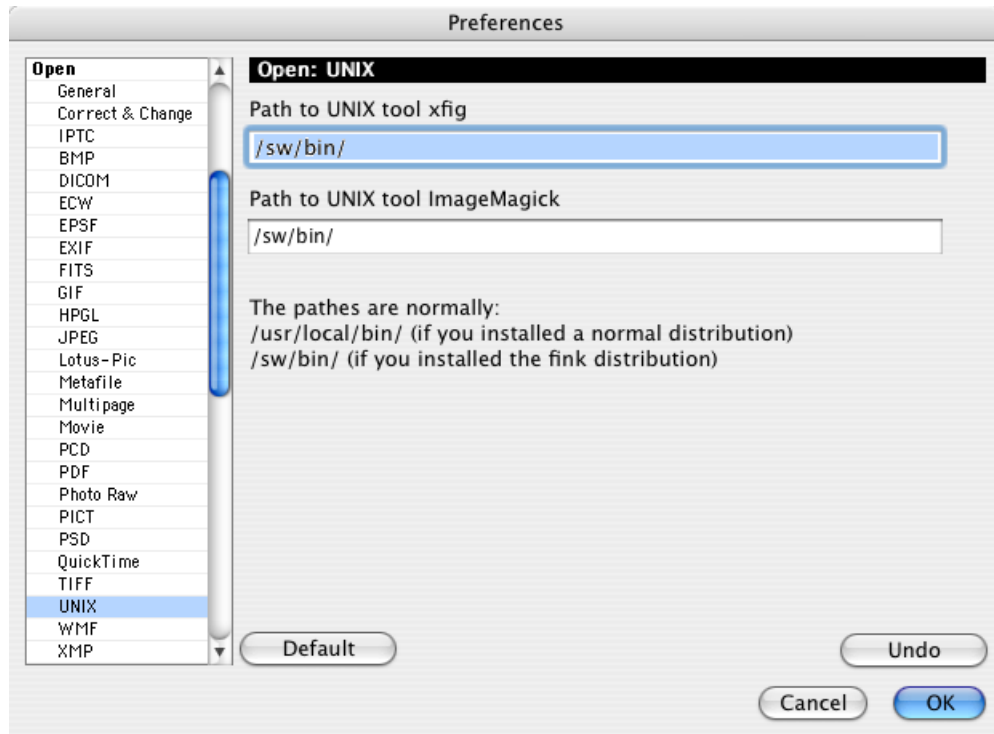 Preferences
Open
General
Correct & Change
IPTC
BMP
DICOM
ECW
EPSF
EXIF
FITS
GIF
HPGL
JPEG
Lotus-Pic
Metafile
Multipage
Movie
PCD
PDF
Photo Raw
PICT
PSD
QuickTime
TIFF
UNIX
WMF
XMP
Open: UNIX
Path to UNIX tool xfig
/sw/bin/
Path to UNIX tool ImageMagick
/sw/bin/
The pathes are normally:
/usr/local/bin/ (if you installed a normal distribution)
/sw/bin/ (if you installed the fink distribution)
Default
Undo
Cancel
OK